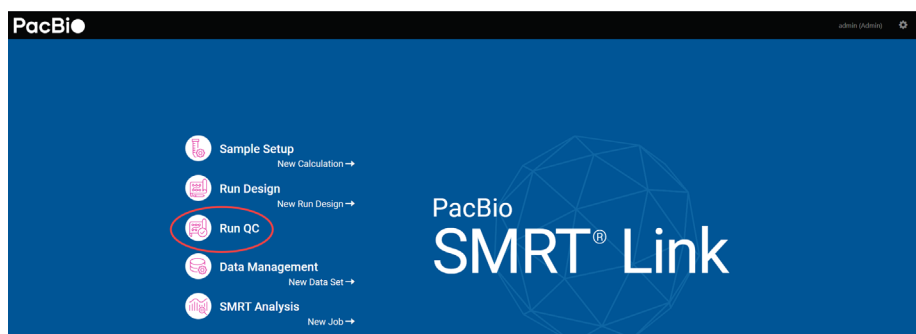 PacBio
admin (Admin)
Sample Setup
New Calculation →
Run Design
New Run Design →
Run QC
Data Management
New Data Set →
SMRT Analysis
New Job →
PacBio
SMRT® Link